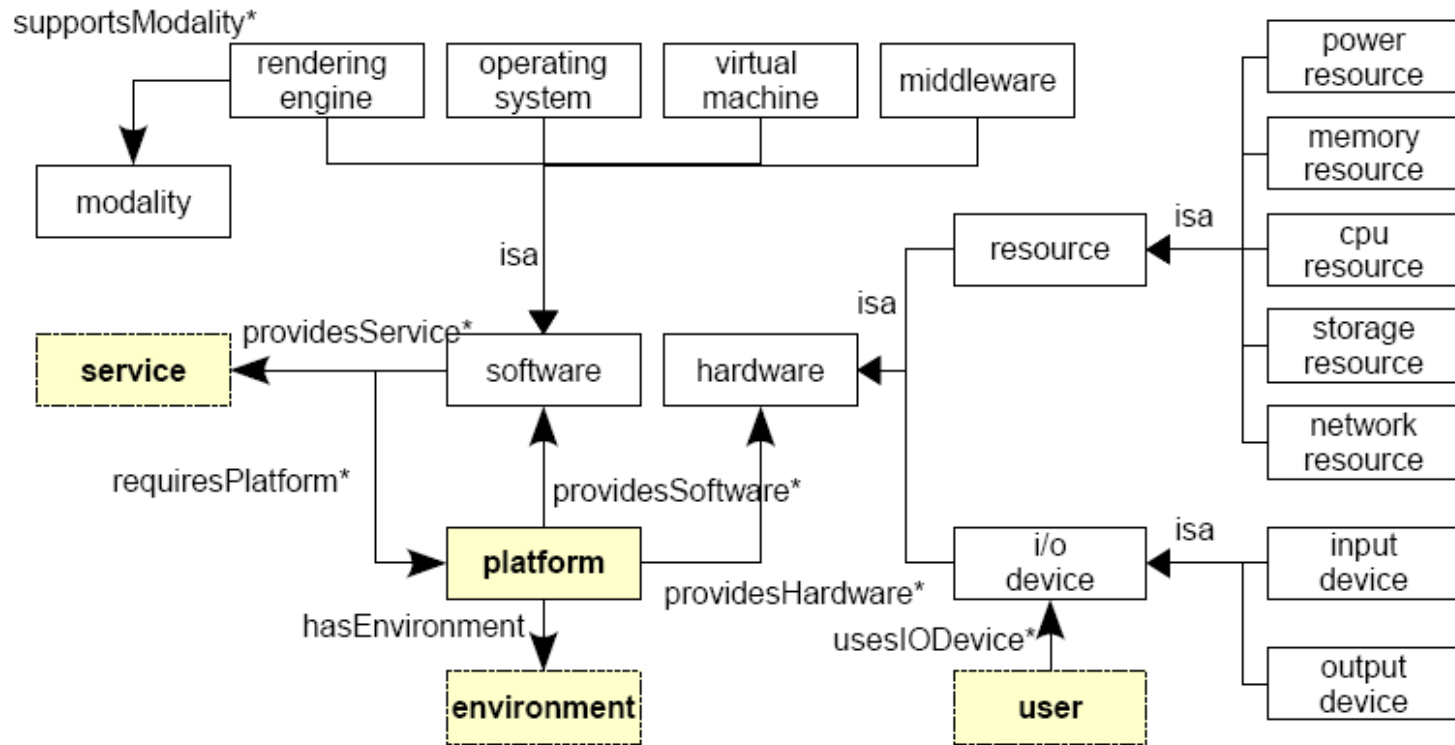 supportsModality*
rendering
engine
operating
system
virtual
machine
middleware
power
resource
memory
resource
modality
isa
resource
isa
cpu
resource
isa
providesService*
service
software
hardware
storage
resource
network
resource
requiresPlatform*
providesSoftware*
platform
providesHardware*
i/o
device
isa
input
device
hasEnvironment
usesIODevice*
environment
user
output
device